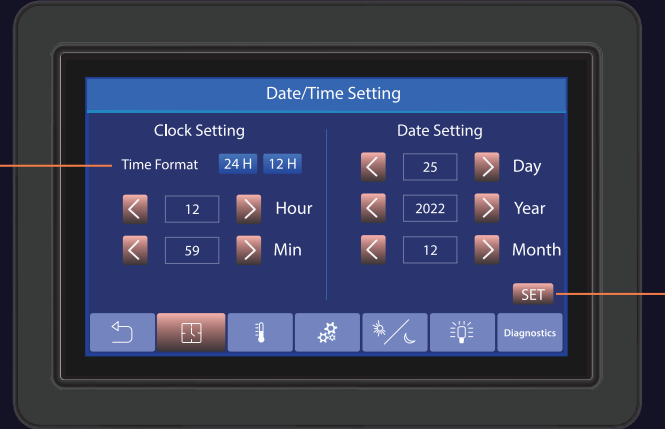 Date/Time Setting
Clock Setting
Time Format 24 H 12 H
12 Hour
59 Min
Date Setting
25 Day
2022 Year
12 Month
SET
Diagnostics